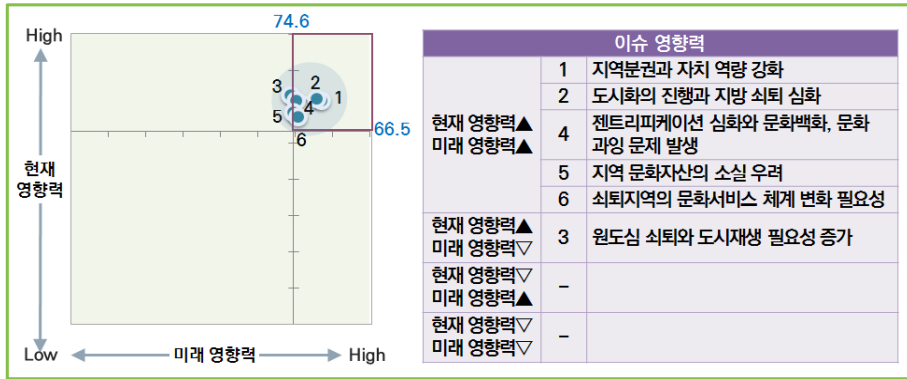 74.6
High
3
2
4
1
5
66.5
6
현재
영향력
Low
미래 영향력
High
이슈 영향력
현재 영향력▲
미래 영향력▲
1 지역분권과 자치 역량 강화
2 도시화의 진행과 지방 쇠퇴 심화
4 젠트리피케이션 심화와 문화백화, 문화
과잉 문제 발생
5 지역 문화자산의 소실 우려
6 쇠퇴지역의 문화서비스 체계 변화 필요성
현재 영향력▲
미래 영향력▽
3 원도심 쇠퇴와 도시재생 필요성 증가
현재 영향력▽
미래 영향력▲
–
현재 영향력▽
미래 영향력▽
–